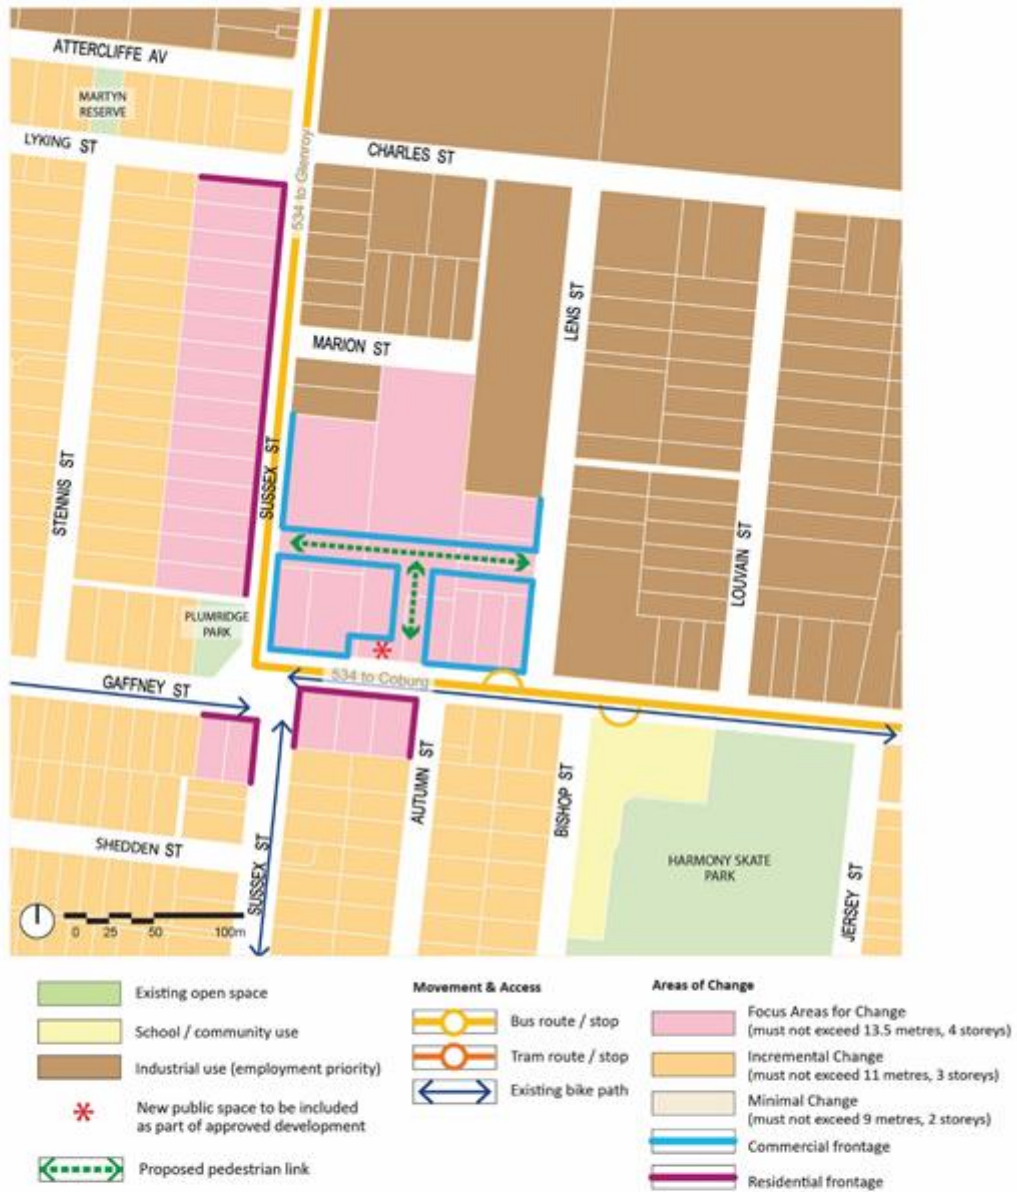 ATTERCLIFFE AV
MARTYN
RESERVE
LYKING ST
CHARLES ST
534 to Glenroy
LENS ST
MARION ST
SUSSEX ST
STENNIS ST
LOUVAIN ST
PLUMRIDGE
PARK
*
534 to Coburg
GAFFNEY ST
AUTUMN ST
BISHOP ST
SHEDDEN ST
SUSSEX ST
HARMONY SKATE
PARK
JERSEY ST
0 25 50 100m
Existing open space
School / community use
Industrial use (employment priority)
* New public space to be included
as part of approved development
Proposed pedestrian link
Movement & Access
Bus route / stop
Tram route / stop
Existing bike path
Areas of Change
Focus Areas for Change
(must not exceed 13.5 metres, 4 storeys)
Incremental Change
(must not exceed 11 metres, 3 storeys)
Minimal Change
(must not exceed 9 metres, 2 storeys)
Commercial frontage
Residential frontage